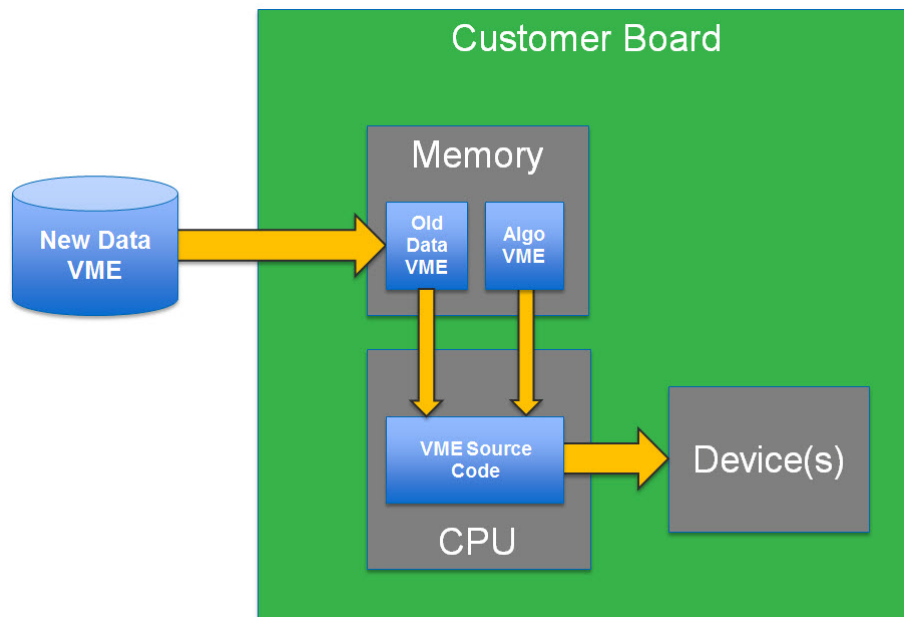 Customer Board
Memory
New Data
VME
Old
Data
VME
Algo
VME
VME Source
Code
CPU
Device(s)